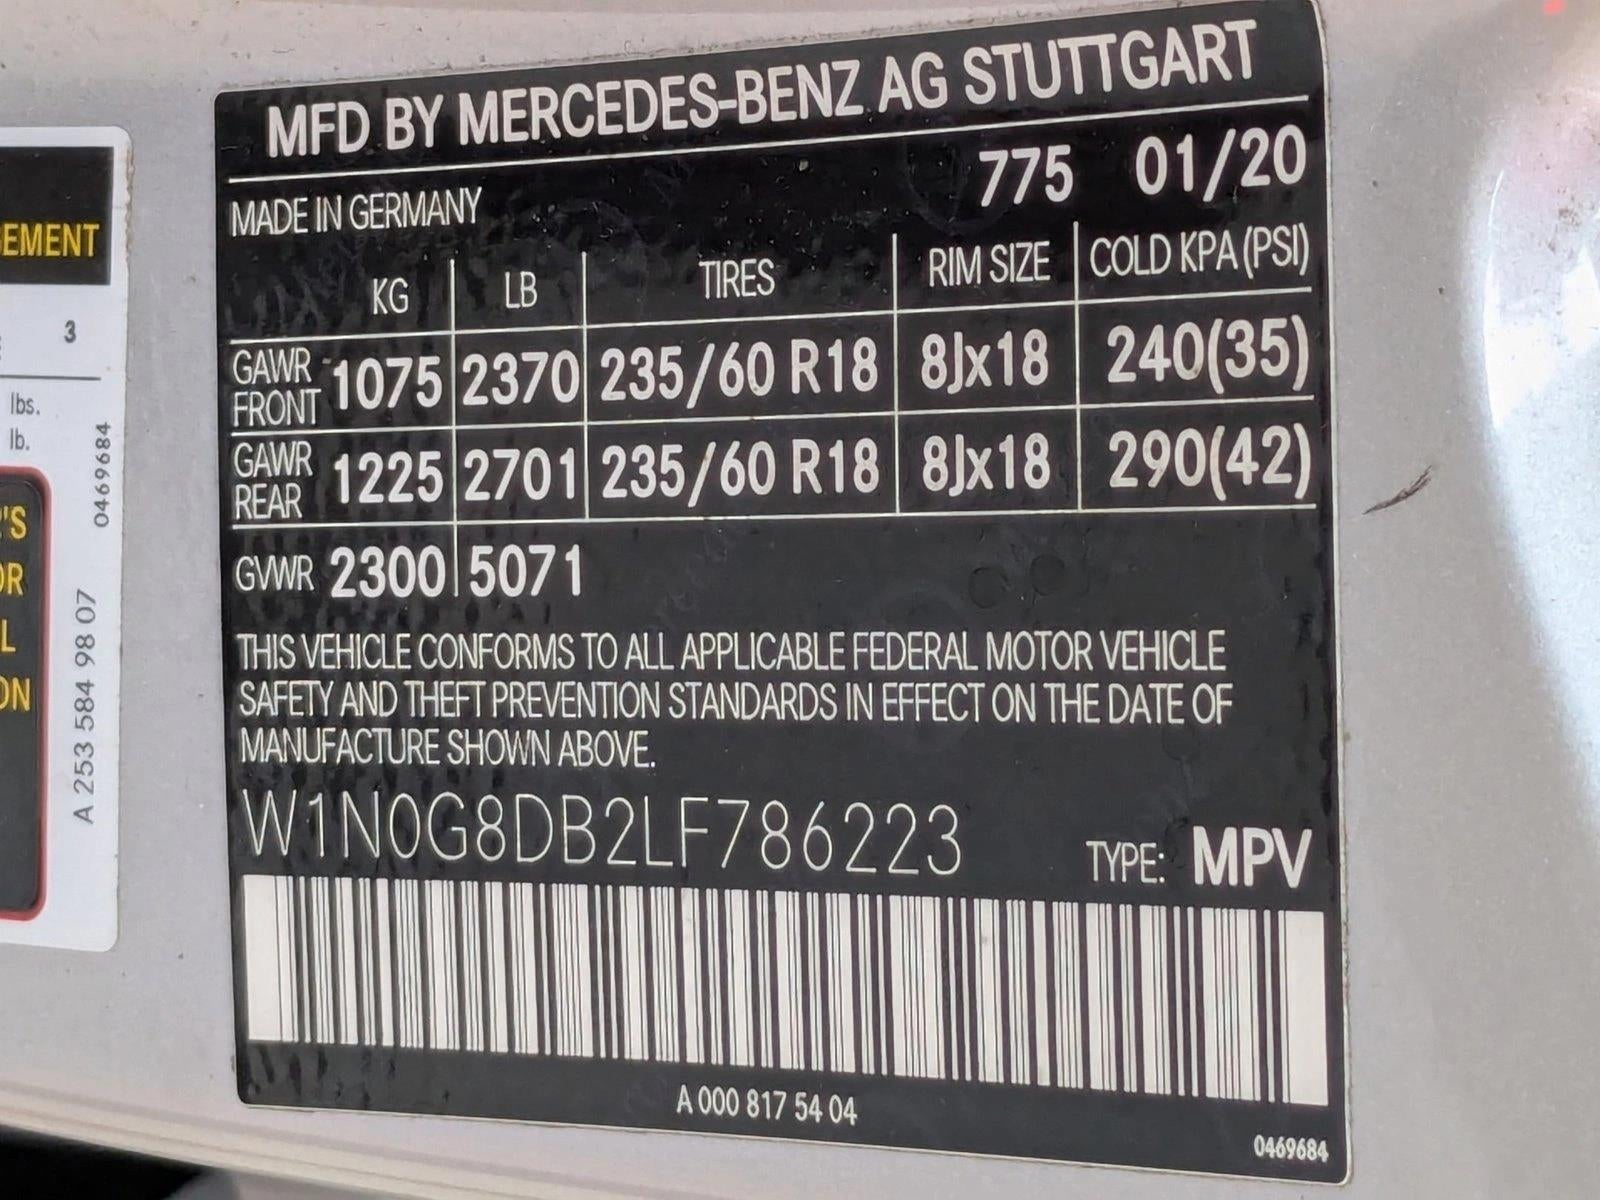 MFD BY MERCEDES-BENZ AG STUTTGART
775 01/20
MADE IN GERMANY
KG LB TIRES RIM SIZE COLD KPA (PSI)
GAWR FRONT 1075 2370 235/60 R18 8Jx18 240(35)
GAWR REAR 1225 2701 235/60 R18 8Jx18 290(42)
GVWR 2300 5071
THIS VEHICLE CONFORMS TO ALL APPLICABLE FEDERAL MOTOR VEHICLE
SAFETY AND THEFT PREVENTION STANDARDS IN EFFECT ON THE DATE OF
MANUFACTURE SHOWN ABOVE.
W1N0G8DB2LF786223
TYPE: MPV
A 000 817 54 04
0469684
3
lbs.
lb.
A 253 584 98 07 0469684